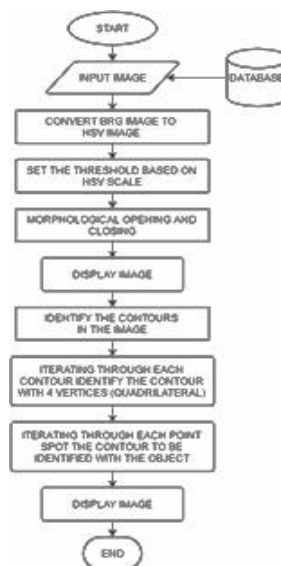 START
INPUT IMAGE
DATABASE
CONVERT BRG IMAGE TO
HSV IMAGE
SET THE THRESHOLD BASED ON
HSV SCALE
MORPHOLOGICAL OPENING AND
CLOSING
DISPLAY IMAGE
IDENTIFY THE CONTOURS
IN THE IMAGE
ITERATING THROUGH EACH
CONTOUR IDENTIFY THE CONTOUR
WITH 4 VERTICES (QUADRILATERAL)
ITERATING THROUGH EACH POINT
SPOT THE CONTOUR TO BE
IDENTIFIED WITH THE OBJECT
DISPLAY IMAGE
END